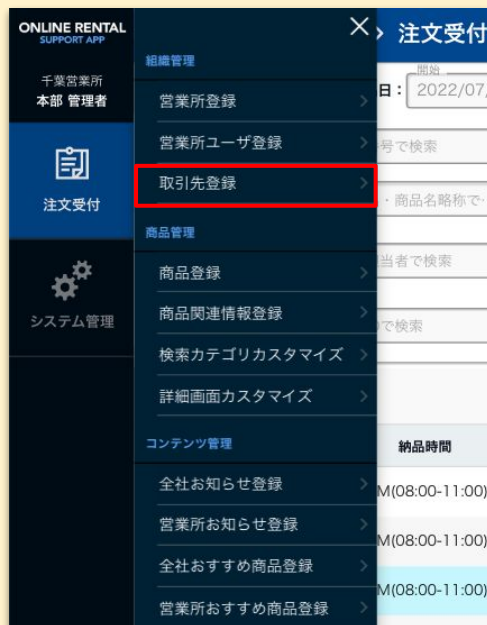 ONLINE RENTAL
SUPPORT APP
千葉営業所
本部 管理者
注文受付
システム管理
組織管理
営業所登録
営業所ユーザ登録
取引先登録
商品管理
商品登録
商品関連情報登録
検索カテゴリカスタマイズ
詳細画面カスタマイズ
コンテンツ管理
全社お知らせ登録
営業所お知らせ登録
全社おすすめ商品登録
営業所おすすめ商品登録
注文受付
開始
日：
2022/07
号で検索
・商品名略称で…
当者で検索
で検索
納品時間
M(08:00-11:00)
M(08:00-11:00)
M(08:00-11:00)